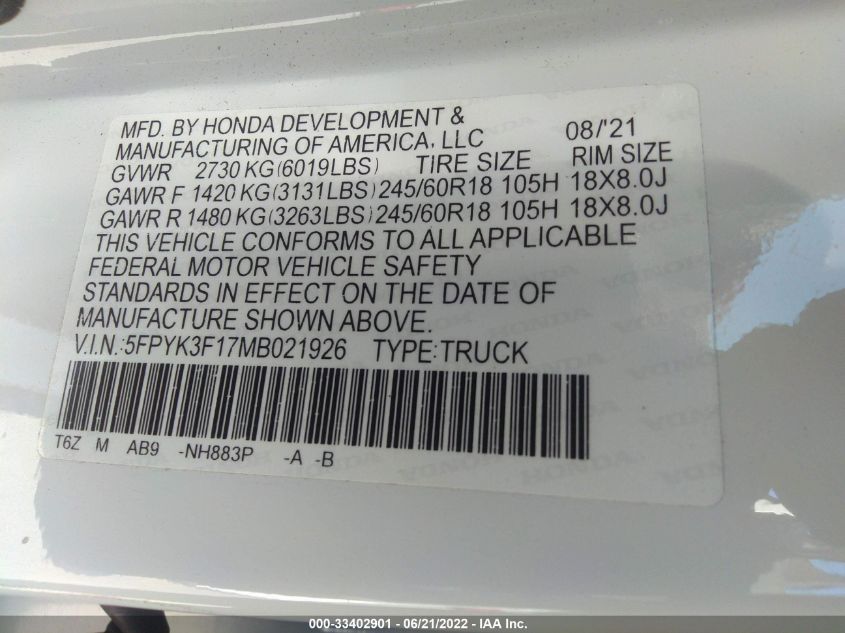 MFD. BY HONDA DEVELOPMENT &
MANUFACTURING OF AMERICA, LLC 08/'21
GVWR 2730 KG(6019LBS) TIRE SIZE RIM SIZE
GAWR F 1420 KG(3131LBS)245/60R18 105H 18X8.0J
GAWR R 1480 KG(3263LBS)245/60R18 105H 18X8.0J
THIS VEHICLE CONFORMS TO ALL APPLICABLE
FEDERAL MOTOR VEHICLE SAFETY
STANDARDS IN EFFECT ON THE DATE OF
MANUFACTURE SHOWN ABOVE.
V.I.N.:5FPYK3F17MB021926 TYPE:TRUCK
T6Z M AB9 -NH883P -A -B
000-33402901 - 06/21/2022 - IAA Inc.